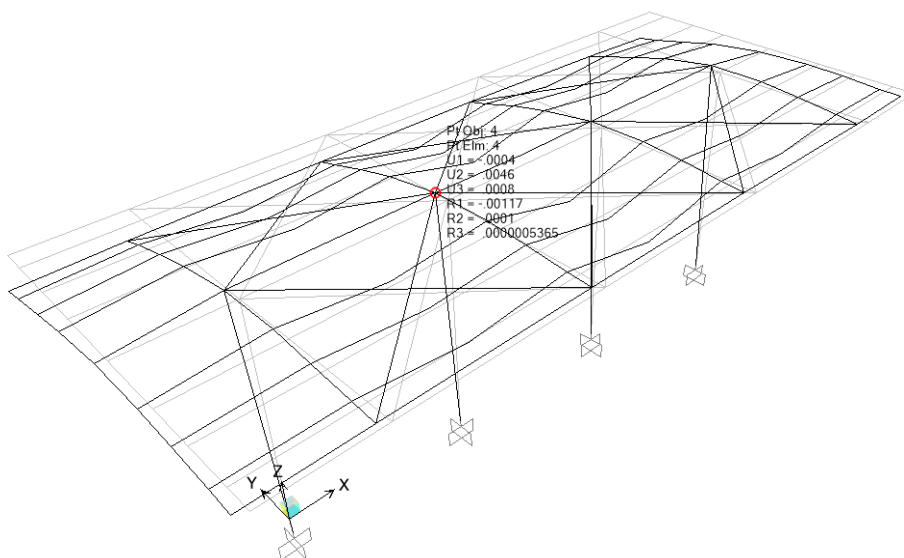 Pt Obj: 4
Pt Elm: 4
U1 = -.0004
U2 = .0046
U3 = .0008
R1 = -.00117
R2 = .0001
R3 = .0000005365
Z
Y
X